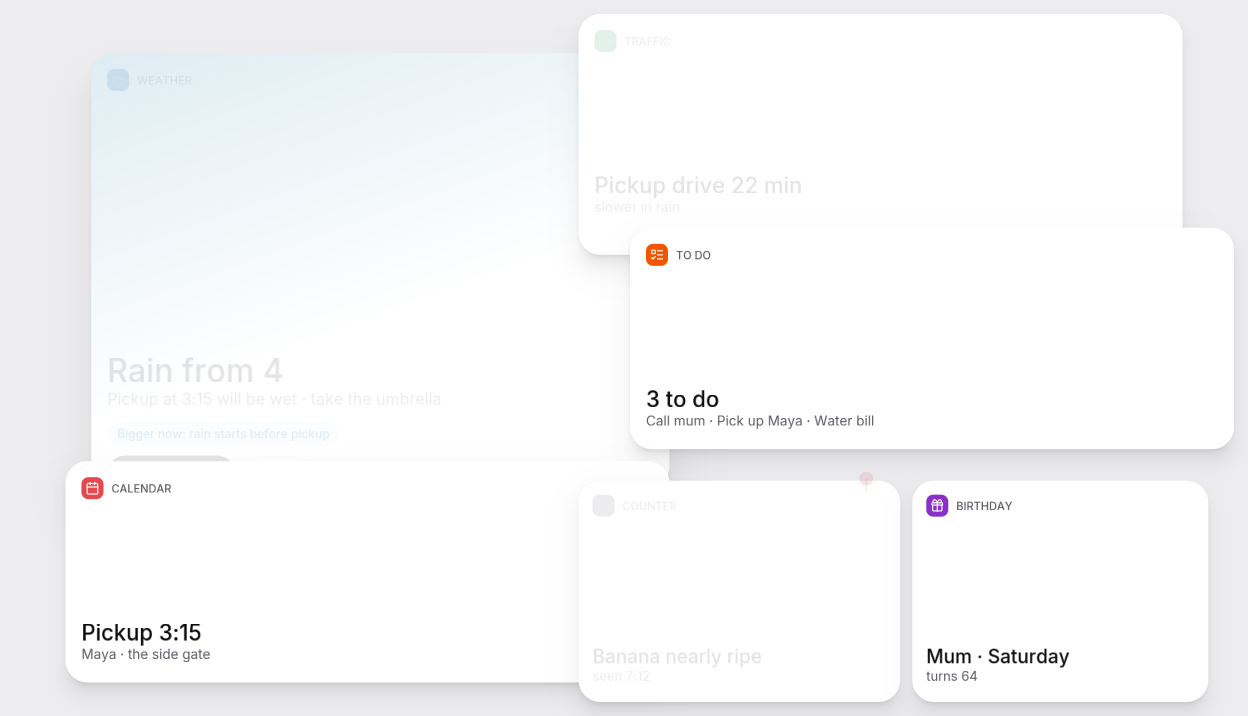 WEATHER
Rain from 4
Pickup at 3:15 will be wet · take the umbrella
Bigger now: rain starts before pickup
TRAFFIC
Pickup drive 22 min
slower in rain
TO DO
3 to do
Call mum · Pick up Maya · Water bill
CALENDAR
Pickup 3:15
Maya · the side gate
COUNTER
Banana nearly ripe
seen 7:12
BIRTHDAY
Mum · Saturday
turns 64